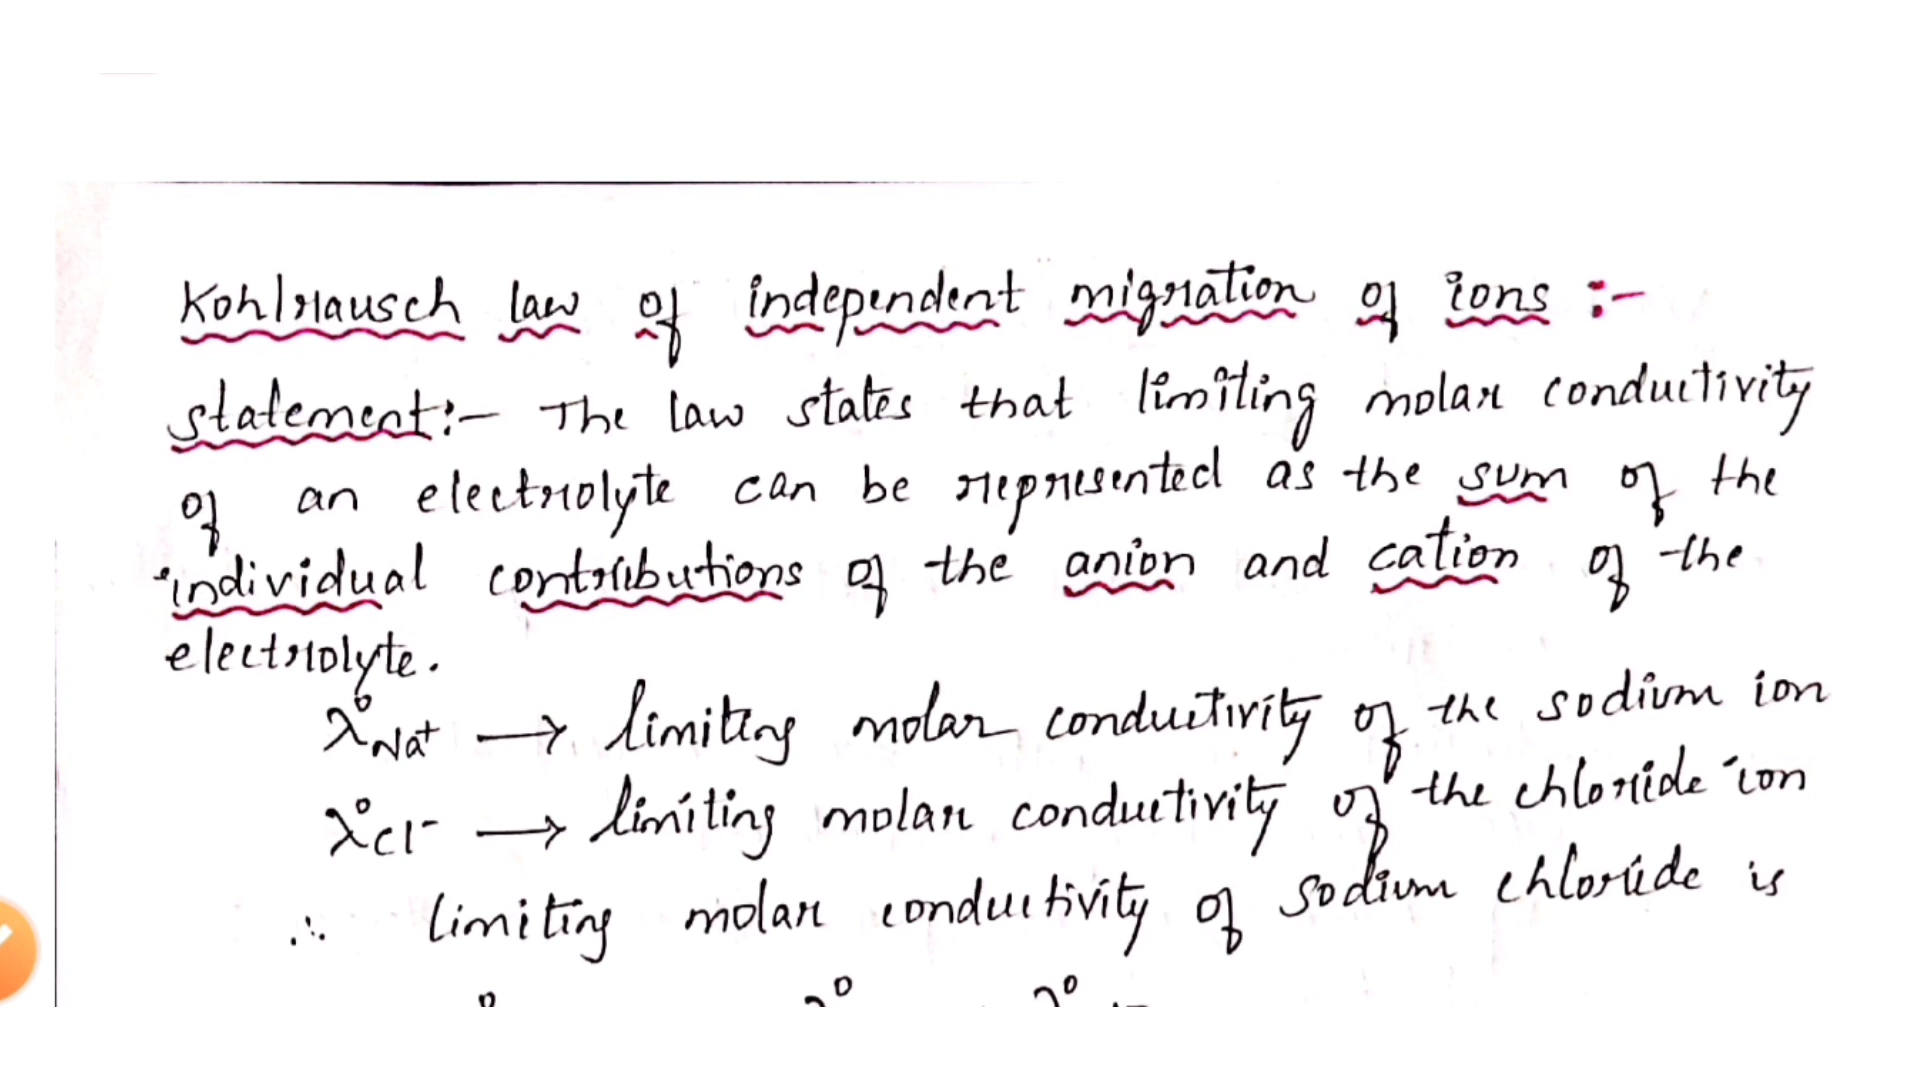 Kohlrausch law of independent migration of ions :-
statement:- The law states that limiting molar conductivity
of an electrolyte can be represented as the sum of the
individual contributions of the anion and cation of the
electrolyte.
λ°Na+ → limiting molar conductivity of the sodium ion
λ°Cl- → limiting molar conductivity of the chloride ion
∴ limiting molar conductivity of sodium chloride is